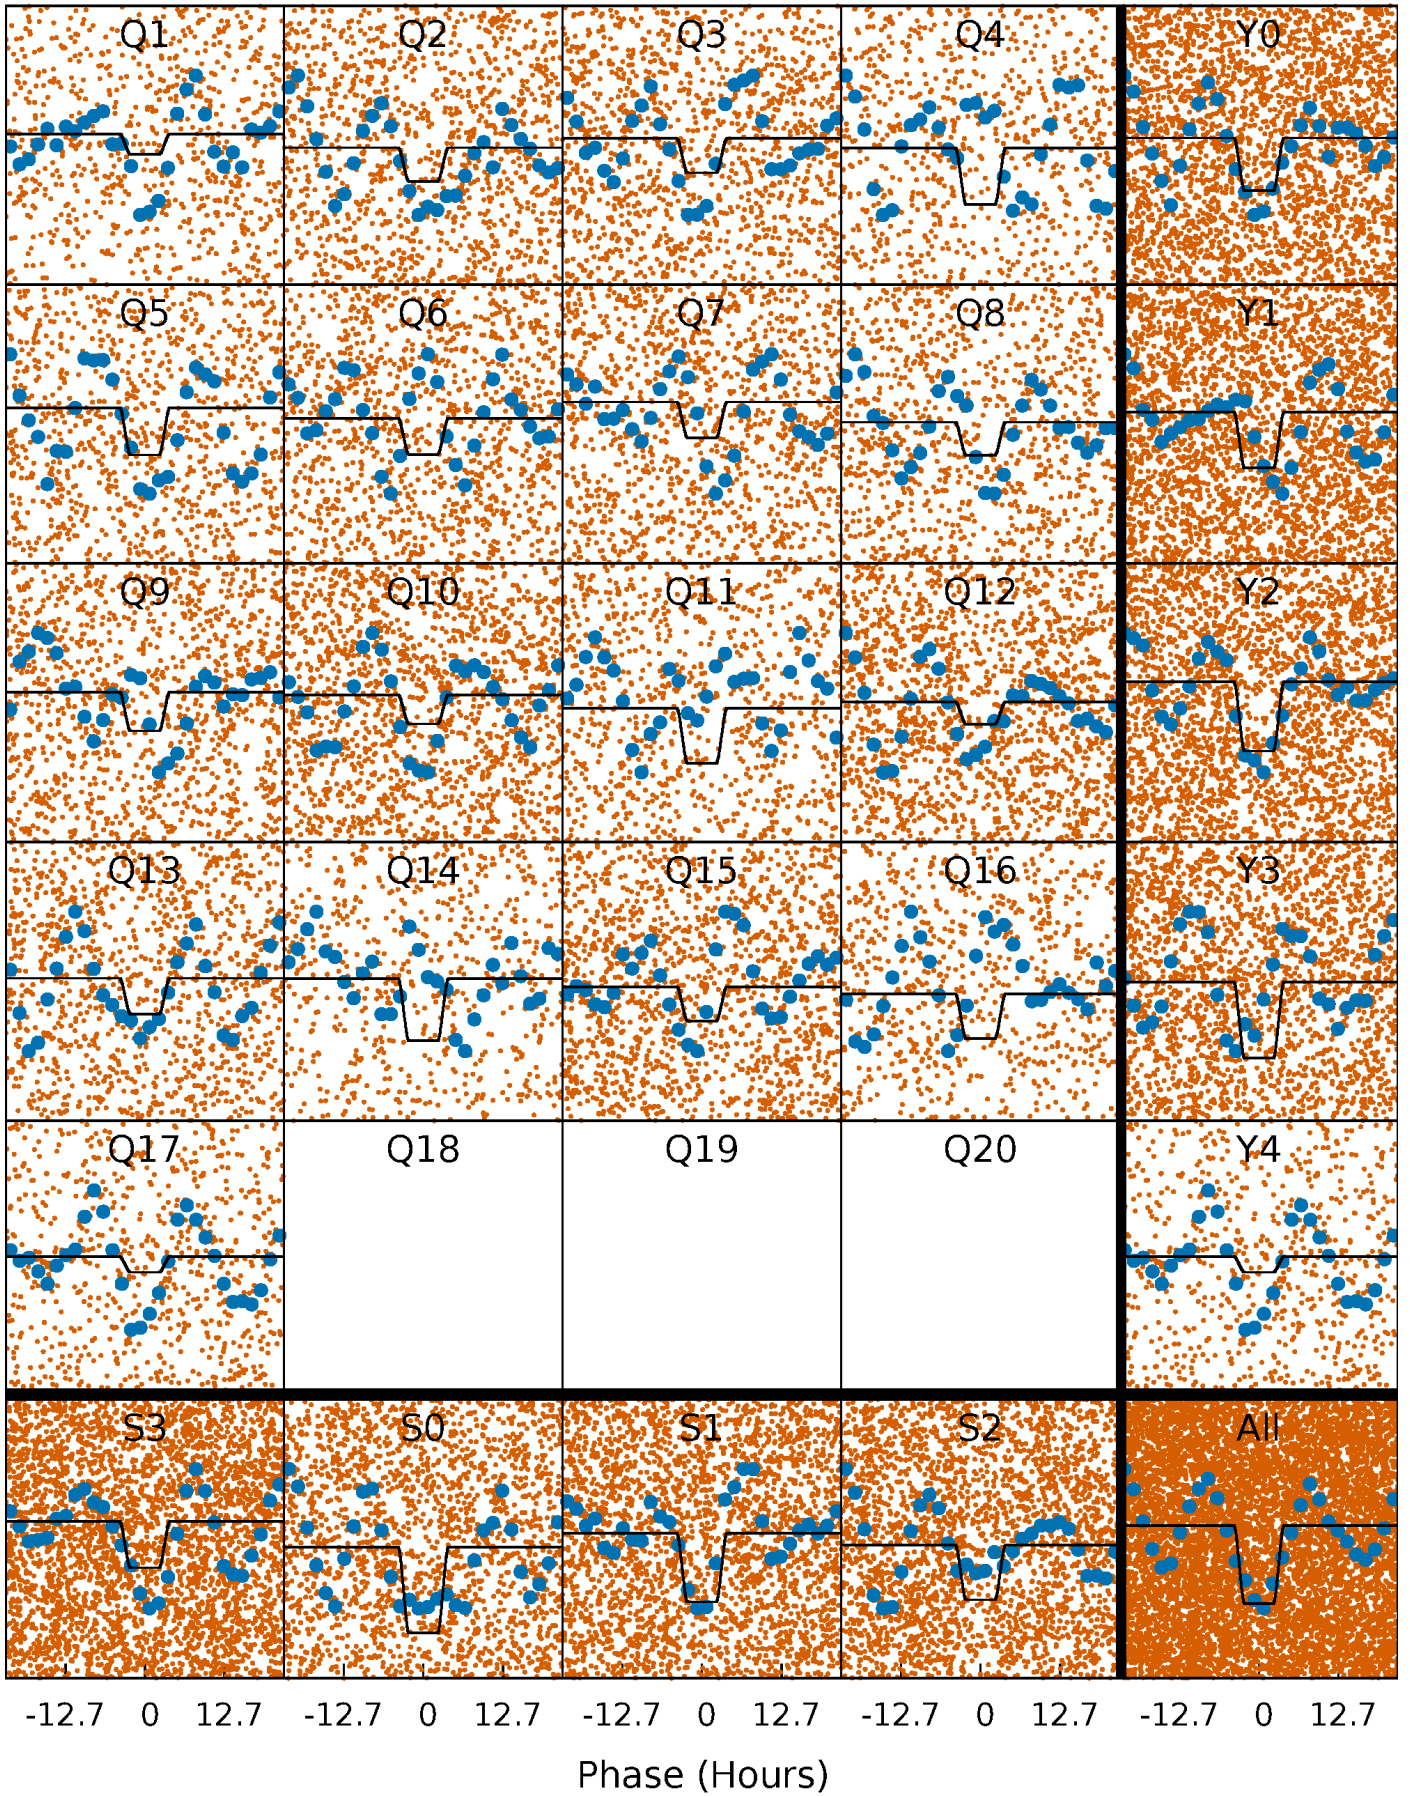 Q1 Q2 Q3 Q4 Y0
Q5 Q6 Q7 Q8 Y1
Q9 Q10 Q11 Q12 Y2
Q13 Q14 Q15 Q16 Y3
Q17 Q18 Q19 Q20 Y4
S3 S0 S1 S2 All
-12.7 0 12.7 -12.7 0 12.7 -12.7 0 12.7 -12.7 0 12.7 -12.7 0 12.7
Phase (Hours)